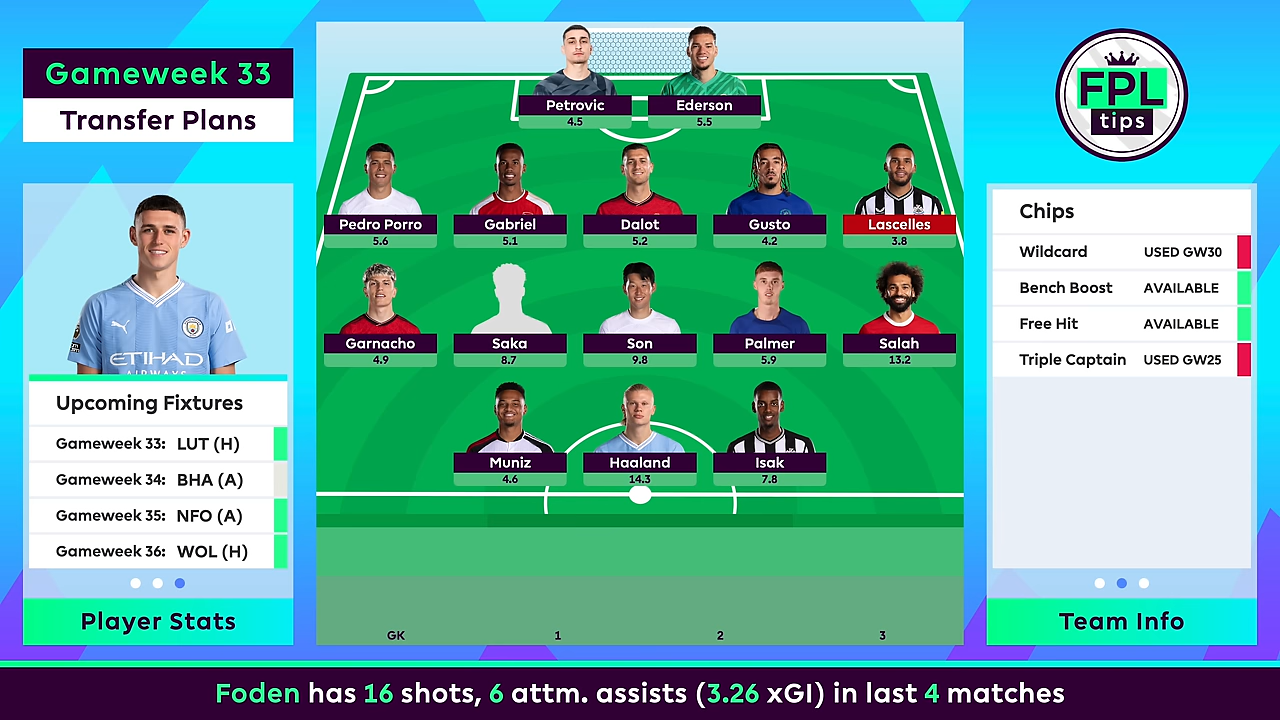 Gameweek 33
Transfer Plans
FPL
tips
Petrovic
4.5
Ederson
5.5
Pedro Porro
5.6
Gabriel
5.1
Dalot
5.2
Gusto
4.2
Lascelles
3.8
Garnacho
4.9
Saka
8.7
Son
9.8
Palmer
5.9
Salah
13.2
Muniz
4.6
Haaland
14.3
Isak
7.8
GK 1 2 3
ETIHAD
AIRWAYS
Upcoming Fixtures
Gameweek 33: LUT (H)
Gameweek 34: BHA (A)
Gameweek 35: NFO (A)
Gameweek 36: WOL (H)
Player Stats
Chips
Wildcard USED GW30
Bench Boost AVAILABLE
Free Hit AVAILABLE
Triple Captain USED GW25
Team Info
Foden has 16 shots, 6 attm. assists (3.26 xGI) in last 4 matches